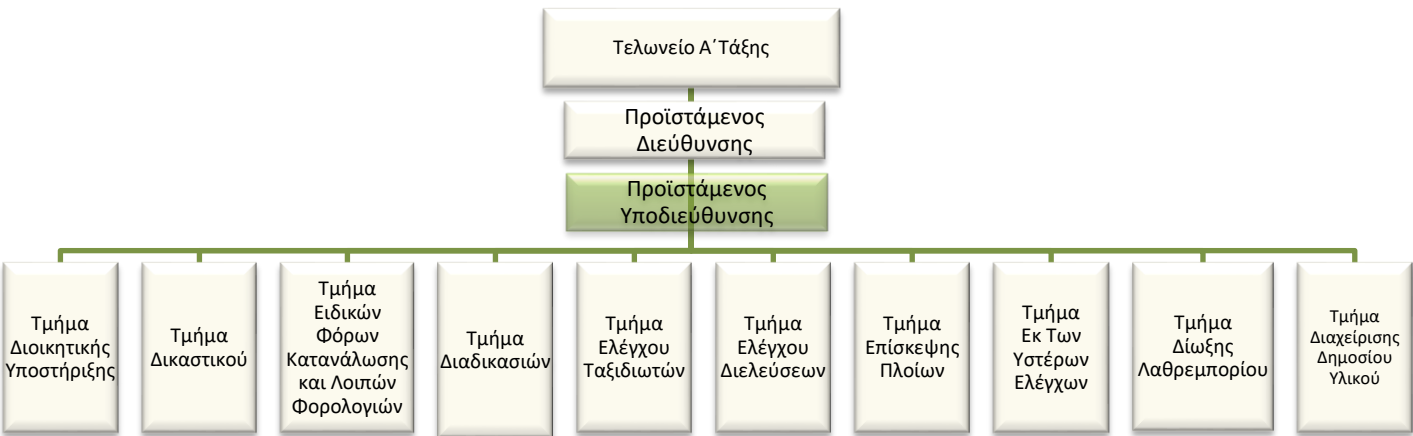 Τελωνείο Α΄Τάξης
Προϊστάμενος
Διεύθυνσης
Προϊστάμενος
Υποδιεύθυνσης
Τμήμα
Διοικητικής
Υποστήριξης
Τμήμα
Δικαστικού
Τμήμα
Ειδικών
Φόρων
Κατανάλωσης
και Λοιπών
Φορολογιών
Τμήμα
Διαδικασιών
Τμήμα
Ελέγχου
Ταξιδιωτών
Τμήμα
Ελέγχου
Διελεύσεων
Τμήμα
Επίσκεψης
Πλοίων
Τμήμα
Εκ Των
Υστέρων
Ελέγχων
Τμήμα
Δίωξης
Λαθρεμπορίου
Τμήμα
Διαχείρισης
Δημοσίου
Υλικού